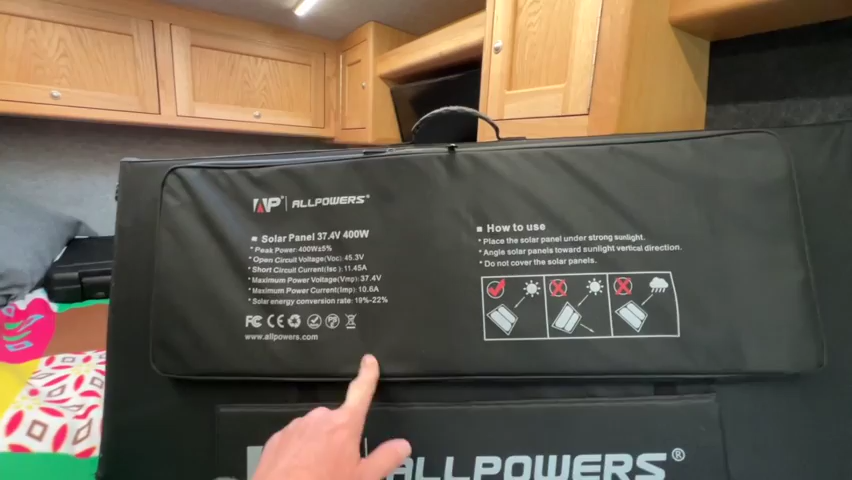 AP | ALLPOWERS®
■ Solar Panel 37.4V 400W
* Peak Power: 400W±5%
* Open Circuit Voltage(Voc): 45.3V
* Short Circuit Current(Isc): 11.45A
* Maximum Power Voltage(Vmp): 37.4V
* Maximum Power Current(Imp): 10.6A
* Solar energy conversion rate: 19%-22%
FC CE
www.allpowers.com
■ How to use
* Place the solar panel under strong sunlight.
* Angle solar panels toward sunlight vertical direction.
* Do not cover the solar panels.
ALLPOWERS®